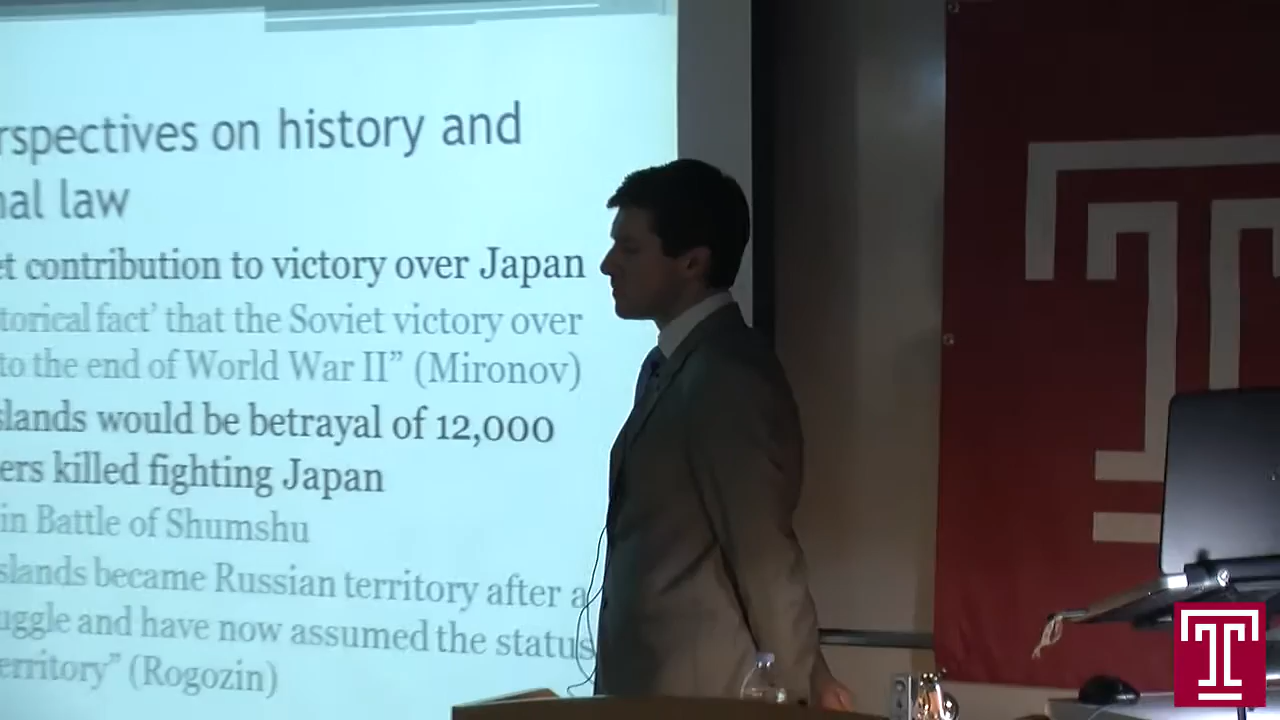 rspectives on history and
nal law
et contribution to victory over Japan
torical fact' that the Soviet victory over
to the end of World War II” (Mironov)
slands would be betrayal of 12,000
ers killed fighting Japan
in Battle of Shumshu
slands became Russian territory after a
uggle and have now assumed the status
erritory” (Rogozin)